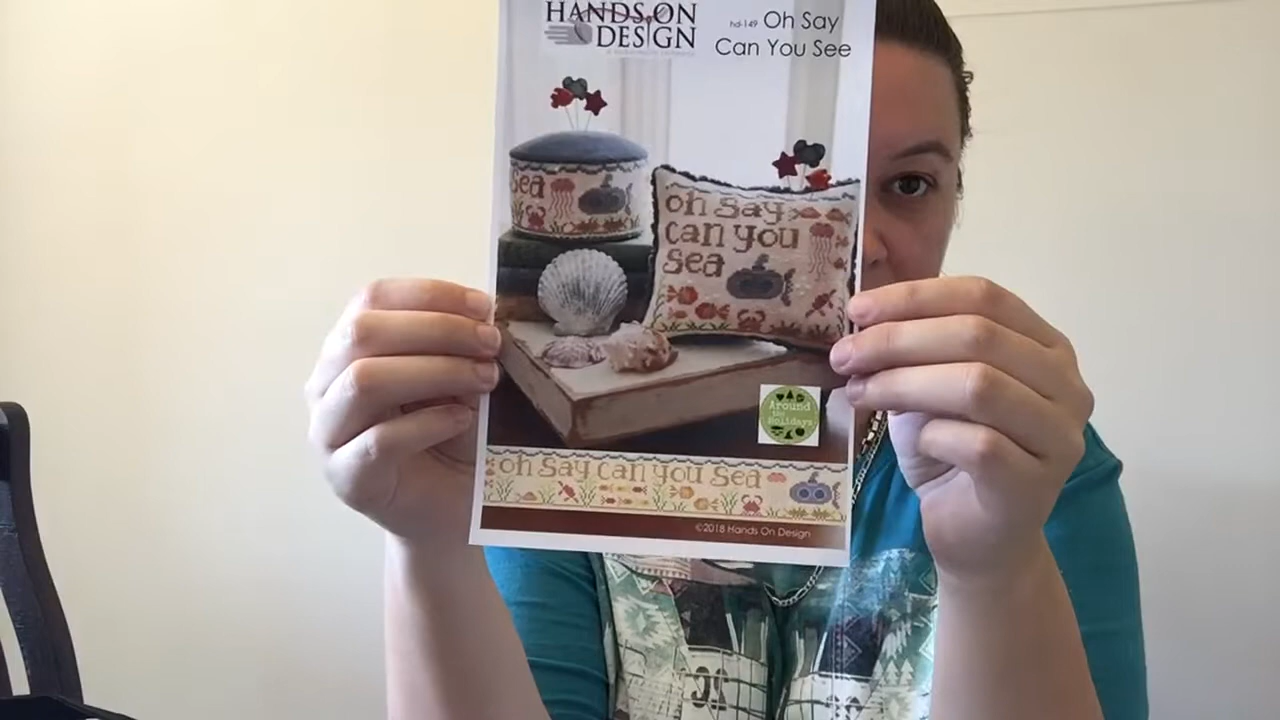 HANDS ON
DESIGN
hd-149 Oh Say
Can You See
sea
oh say
can you
sea
Around
the
Holidays
oh say can you sea
©2018 Hands On Design